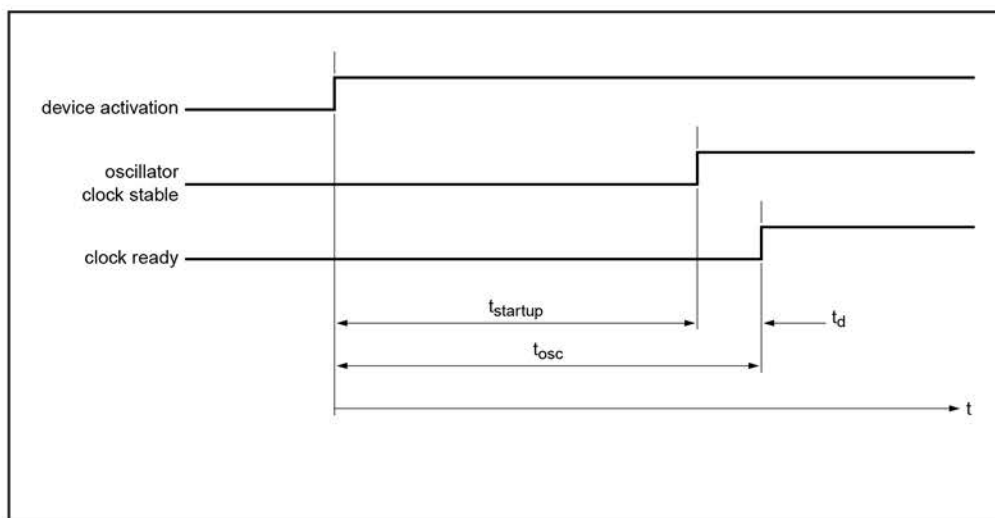 device activation
oscillator
clock stable
clock ready
tstartup
td
tosc
t